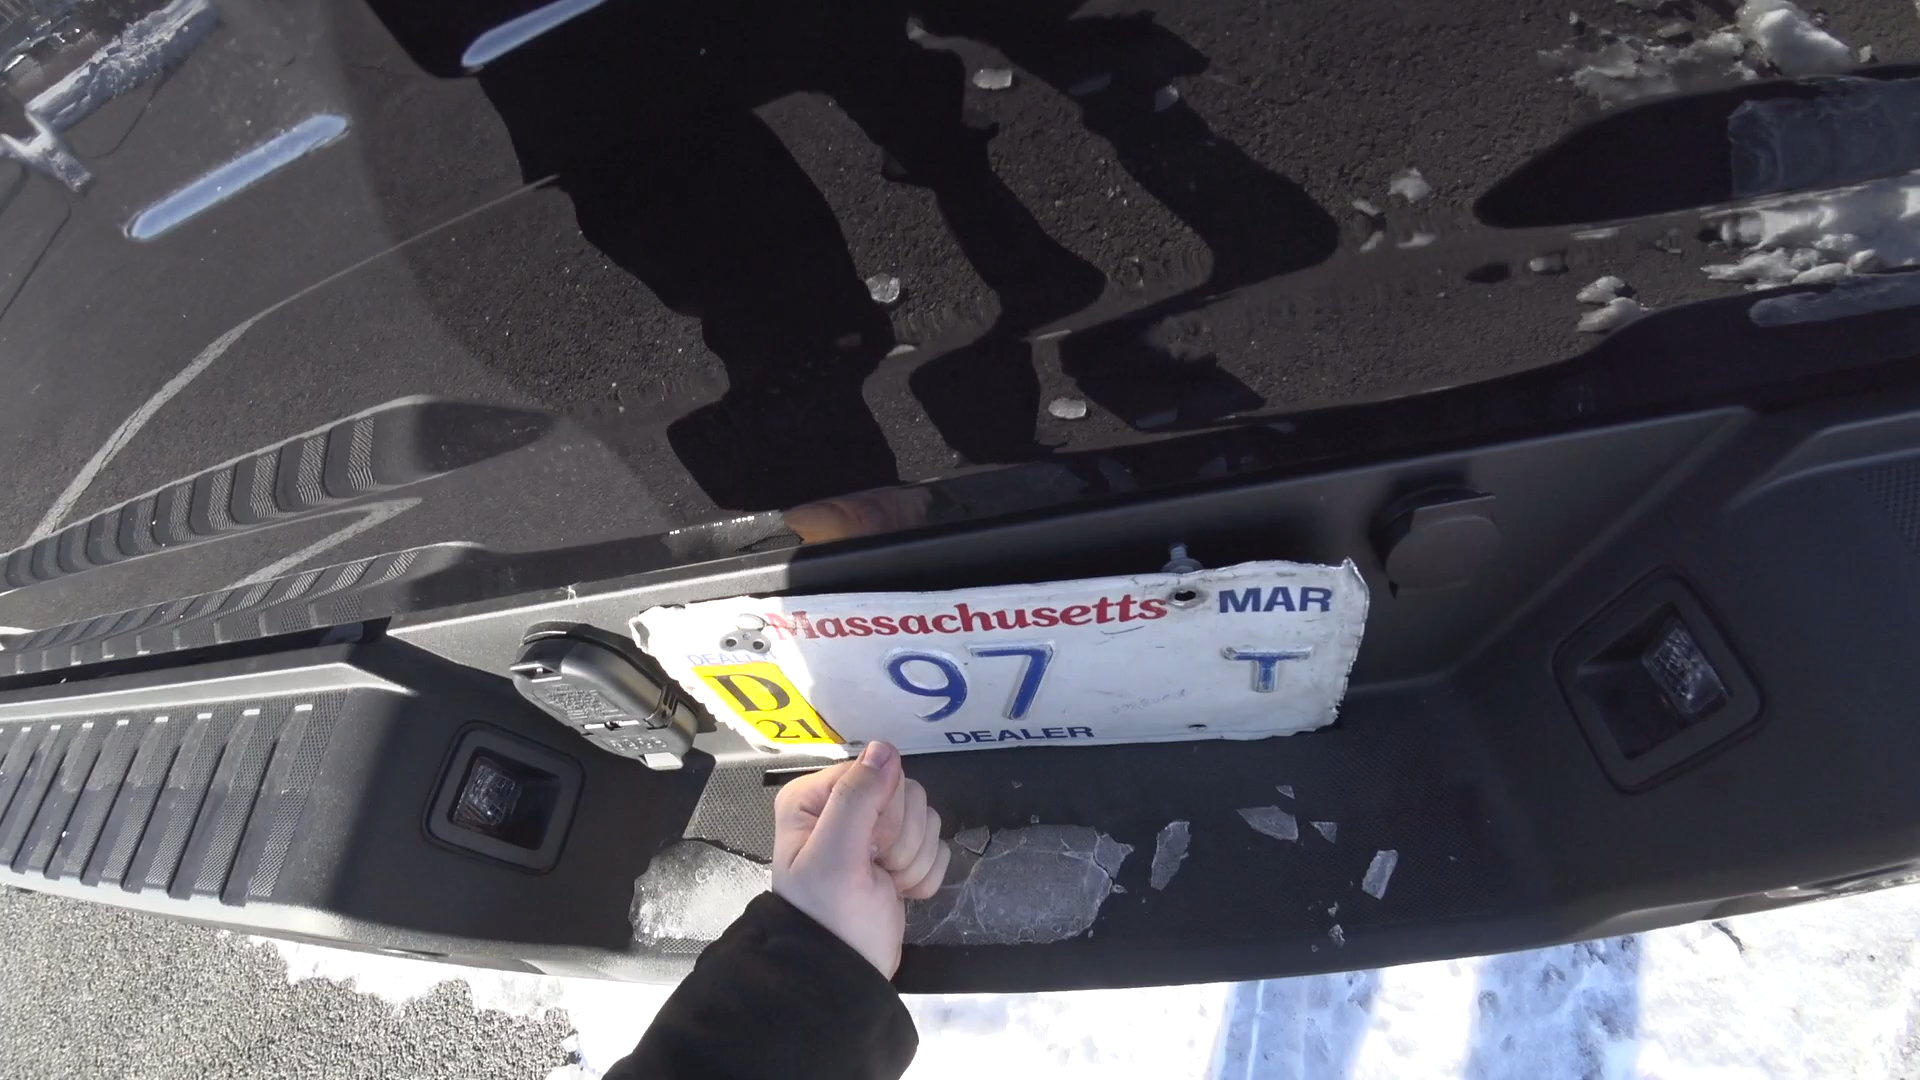 Massachusetts MAR
DEALER
D
21
97 T
DEALER